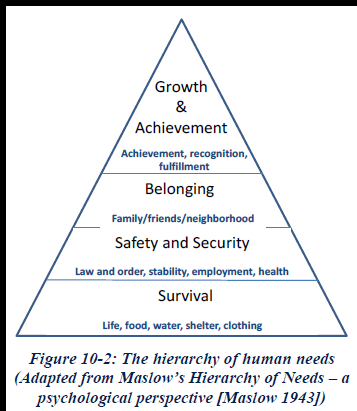 Growth
&
Achievement
Achievement, recognition,
fulfillment
Belonging
Family/friends/neighborhood
Safety and Security
Law and order, stability, employment, health
Survival
Life, food, water, shelter, clothing
Figure 10-2: The hierarchy of human needs
(Adapted from Maslow's Hierarchy of Needs – a
psychological perspective [Maslow 1943])